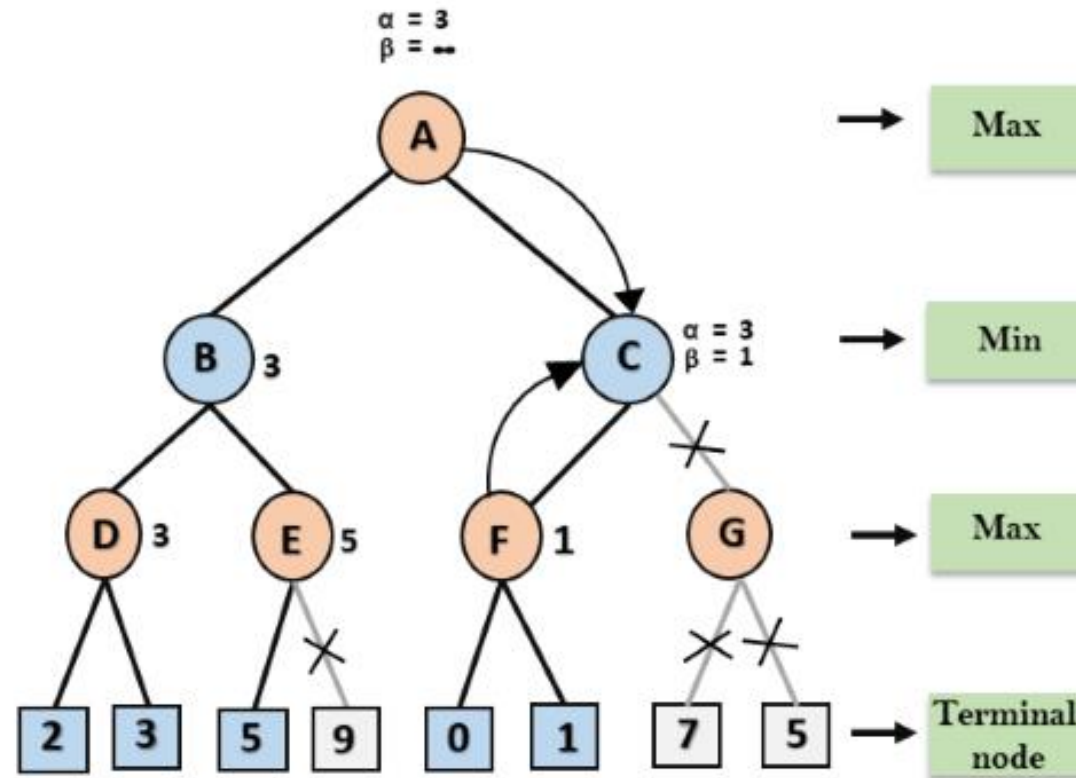 α = 3
β = ∞
A
Max
B
3
C
α = 3
β = 1
Min
D
3
E
5
F
1
G
Max
2
3
5
9
0
1
7
5
Terminal
node